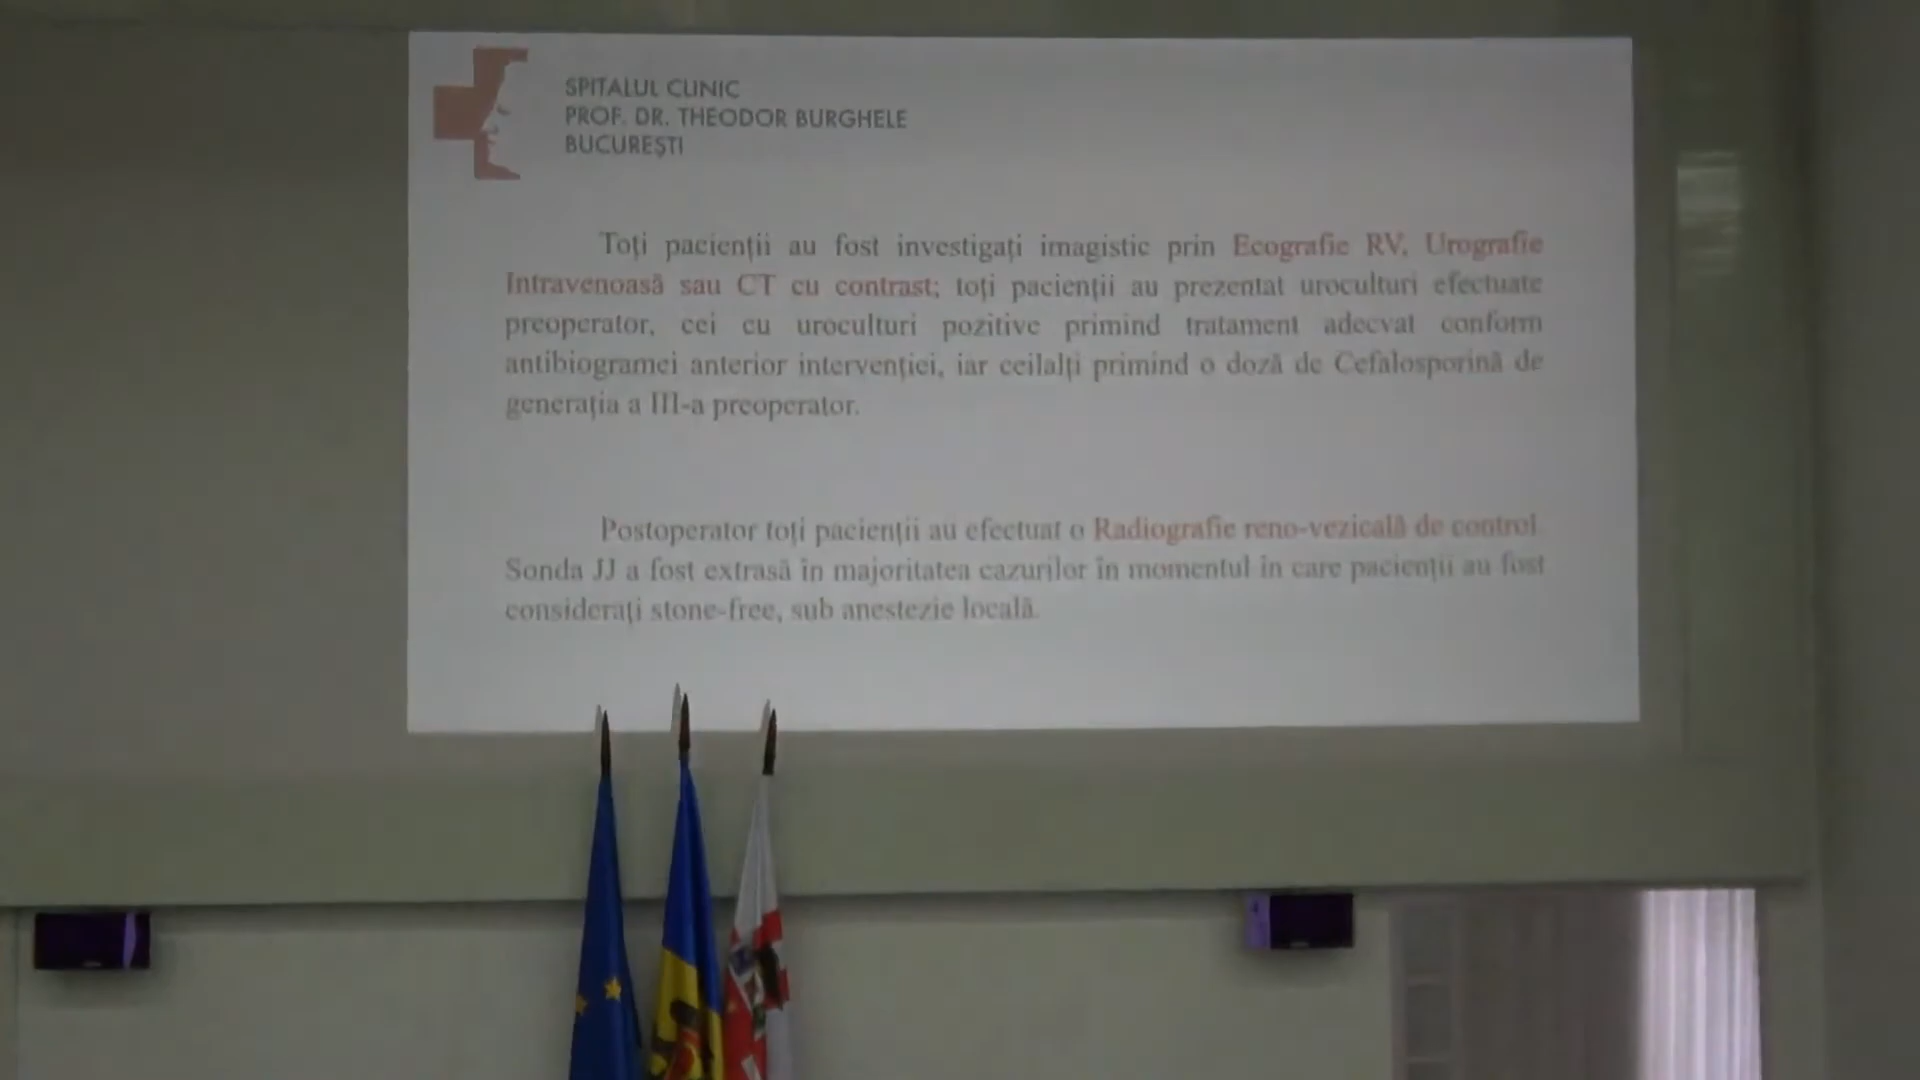 SPITALUL CLINIC
PROF. DR. THEODOR BURGHELE
BUCUREȘTI
Toți pacienții au fost investigați imagistic prin Ecografie RV, Urografie
Intravenoasă sau CT cu contrast; toți pacienții au prezentat uroculturi efectuate
preoperator, cei cu uroculturi pozitive primind tratament adecvat conform
antibiogramei anterior intervenției, iar ceilalți primind o doză de Cefalosporină de
generația a III-a preoperator.
Postoperator toți pacienții au efectuat o Radiografie reno-vezicală de control.
Sonda JJ a fost extrasă în majoritatea cazurilor în momentul în care pacienții au fost
considerați stone-free, sub anestezie locală.